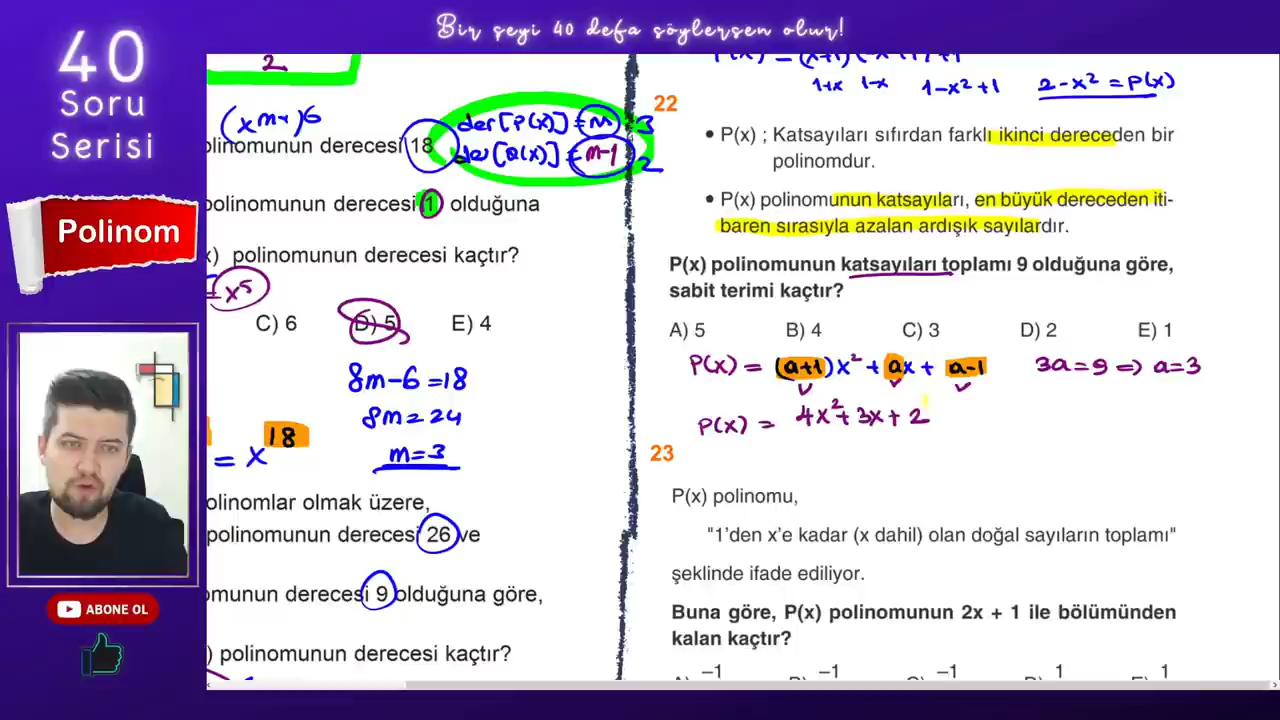 Bir şeyi 40 defa söylersen olur!
40
Soru
Serisi
Polinom
ABONE OL
2
18
der[P(x)] = m = 3
der[Q(x)] = m-1 2
olinomunun derecesi 18
polinomunun derecesi 1 olduğuna
x) polinomunun derecesi kaçtır?
= x^5
C) 6 D) 5 E) 4
8m-6=18
8m=24
m=3
= x^18
olinomlar olmak üzere,
polinomunun derecesi 26 ve
omunun derecesi 9 olduğuna göre,
) polinomunun derecesi kaçtır?
1+x 1-x 1-x²+1 2-x²=P(x)
22
• P(x) ; Katsayıları sıfırdan farklı ikinci dereceden bir
polinomdur.
• P(x) polinomunun katsayıları, en büyük dereceden iti-
baren sırasıyla azalan ardışık sayılardır.
P(x) polinomunun katsayıları toplamı 9 olduğuna göre,
sabit terimi kaçtır?
A) 5 B) 4 C) 3 D) 2 E) 1
P(x) = (a+1)x² + ax + a-1 3a=9 => a=3
P(x) = 4x²+3x+2
23
P(x) polinomu,
"1'den x'e kadar (x dahil) olan doğal sayıların toplamı"
şeklinde ifade ediliyor.
Buna göre, P(x) polinomunun 2x + 1 ile bölümünden
kalan kaçtır?